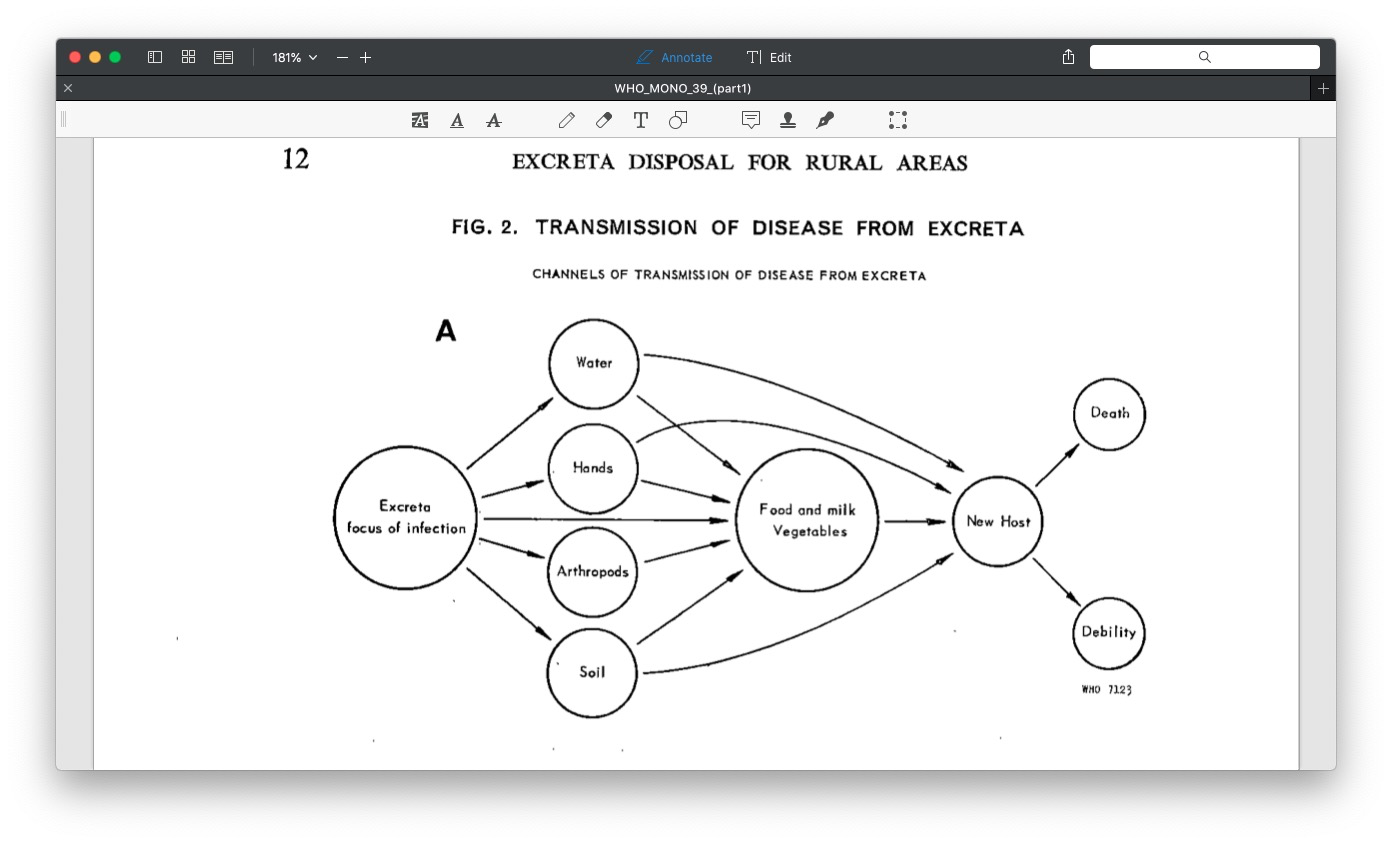 181%
Annotate
T Edit
WHO_MONO_39_(part1)
A A A T
12 EXCRETA DISPOSAL FOR RURAL AREAS
FIG. 2. TRANSMISSION OF DISEASE FROM EXCRETA
CHANNELS OF TRANSMISSION OF DISEASE FROM EXCRETA
A
Water
Hands
Excreta
focus of infection
Arthropods
Soil
Food and milk
Vegetables
New Host
Death
Debility
WHO 7123